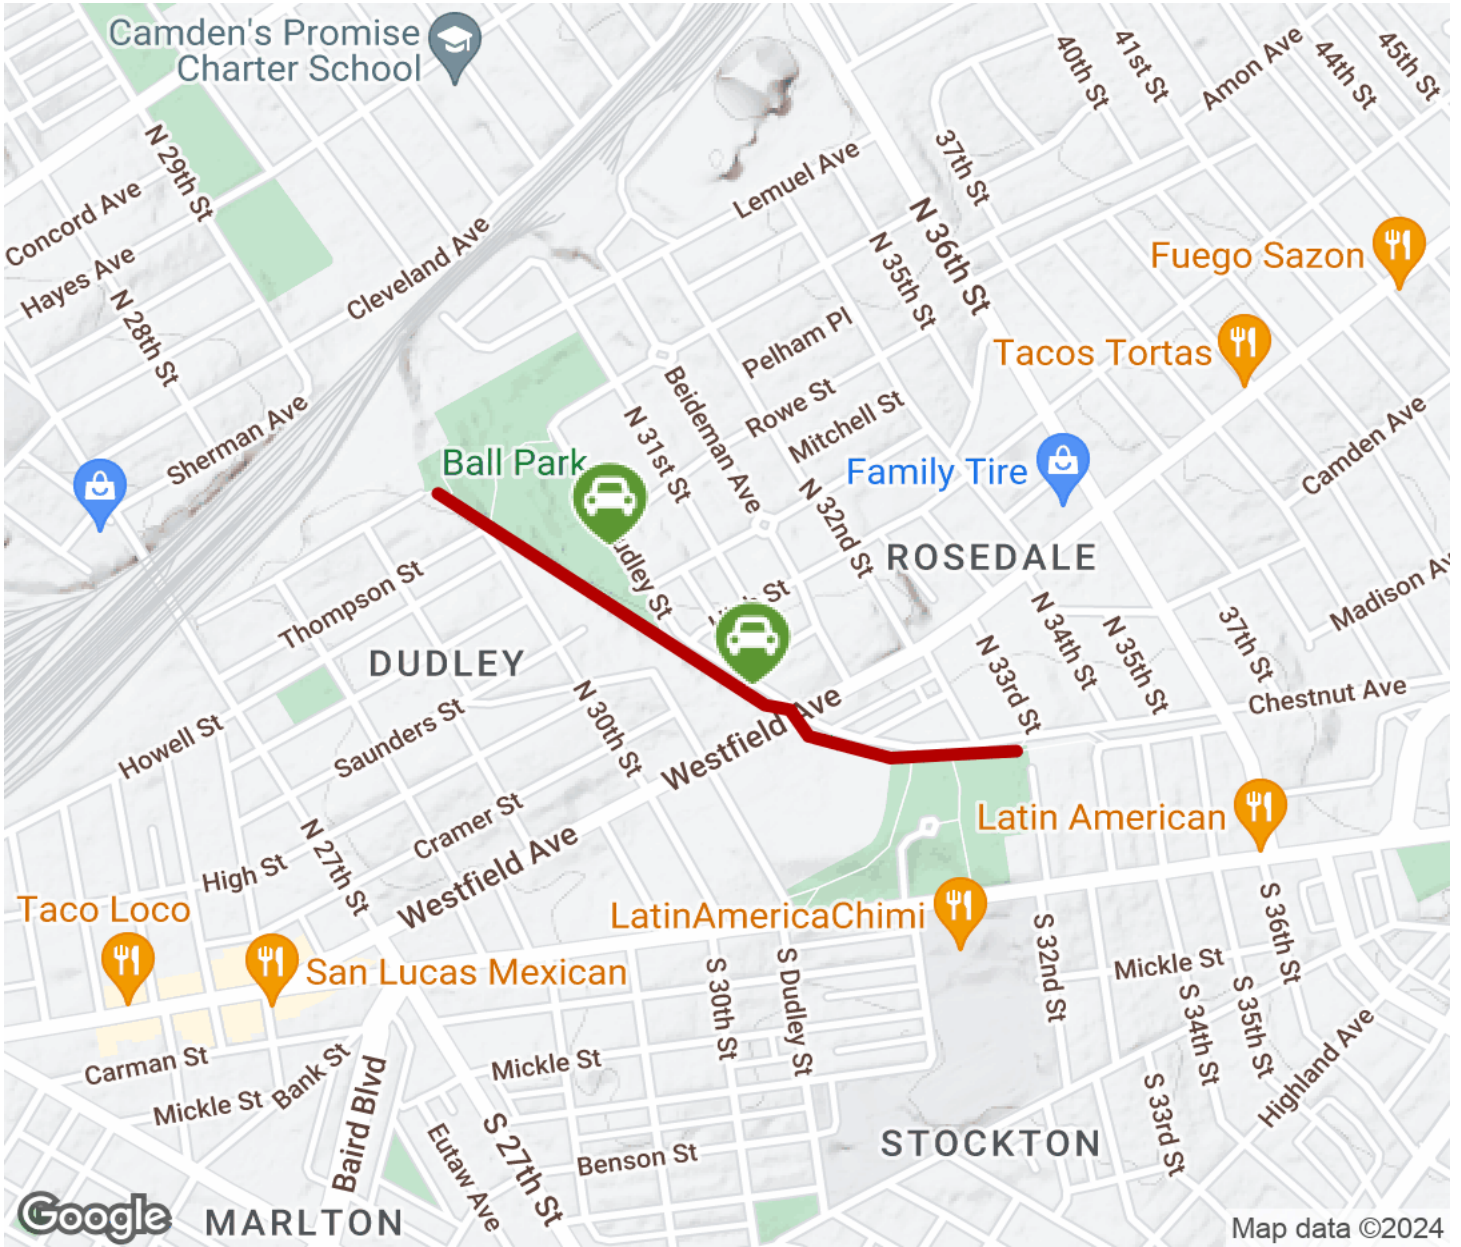 Camden's Promise
Charter School
40th St
41st St
Amon Ave
44th St
45th St
N 29th St
37th St
Lemuel Ave
Concord Ave
N 36th St
Hayes Ave
Cleveland Ave
N 35th St
Fuego Sazon
N 28th St
Pelham Pl
Tacos Tortas
Beideman Ave
Rowe St
Mitchell St
Sherman Ave
N 31st St
Camden Ave
Ball Park
Family Tire
N 32nd St
ROSEDALE
udley St
Thompson St
St
Madison Av
N 34th St
N 35th St
37th St
DUDLEY
N 33rd St
Chestnut Ave
Howell St
Saunders St
N 30th St
Westfield Ave
Cramer St
Latin American
High St
N 27th St
Westfield Ave
Taco Loco
LatinAmericaChimi
San Lucas Mexican
S 30th St
S Dudley St
S 32nd St
Mickle St
S 36th St
S 34th St
S 35th St
Highland Ave
Carman St
Bank St
Mickle St
Mickle St
Baird Blvd
S 33rd St
Eutaw Ave
S 27th St
Benson St
STOCKTON
Google
MARLTON
Map data ©2024